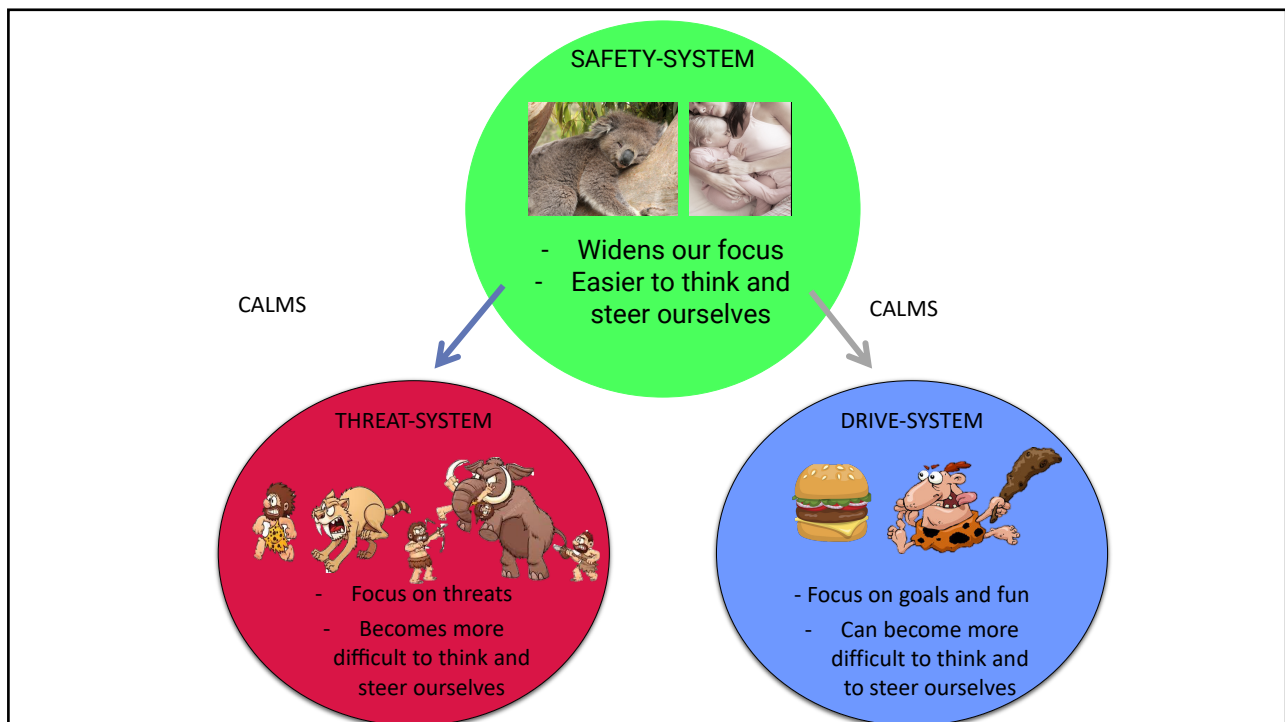 SAFETY-SYSTEM
- Widens our focus
- Easier to think and
steer ourselves
CALMS
CALMS
THREAT-SYSTEM
- Focus on threats
- Becomes more
difficult to think and
steer ourselves
DRIVE-SYSTEM
- Focus on goals and fun
- Can become more
difficult to think and
to steer ourselves